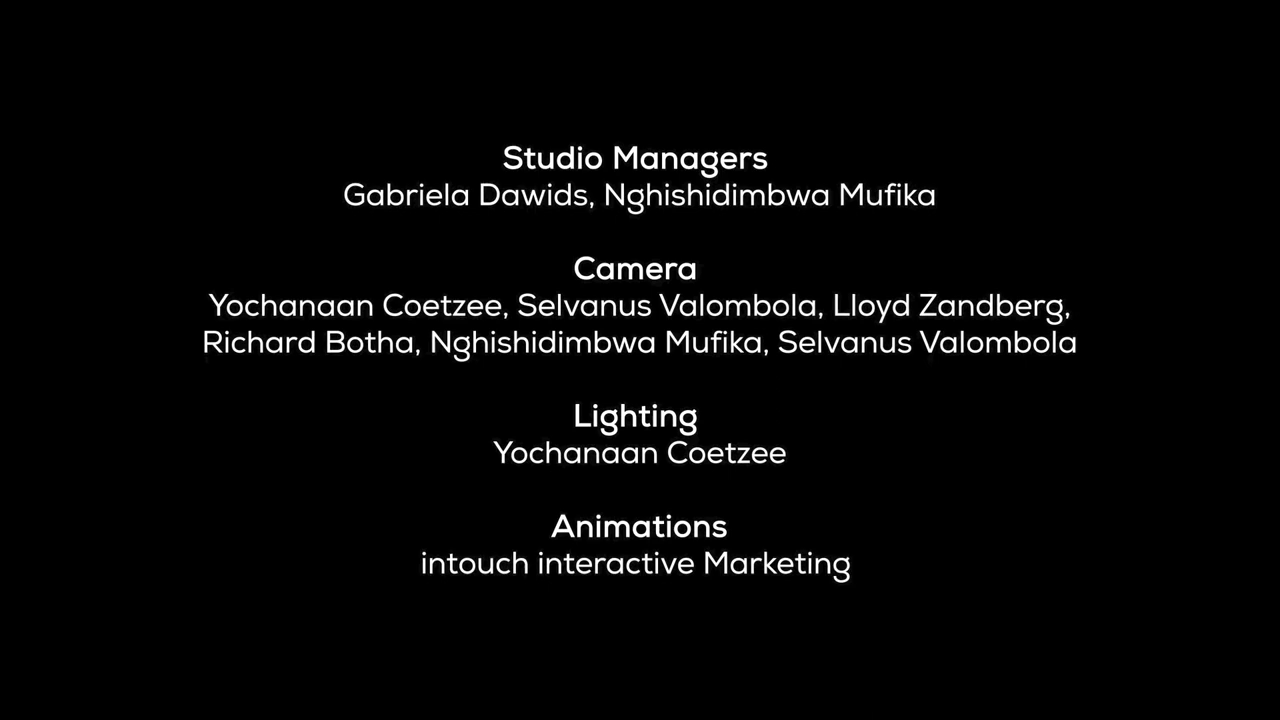 Studio Managers
Gabriela Dawids, Nghishidimbwa Mufika
Camera
Yochanaan Coetzee, Selvanus Valombola, Lloyd Zandberg,
Richard Botha, Nghishidimbwa Mufika, Selvanus Valombola
Lighting
Yochanaan Coetzee
Animations
intouch interactive Marketing